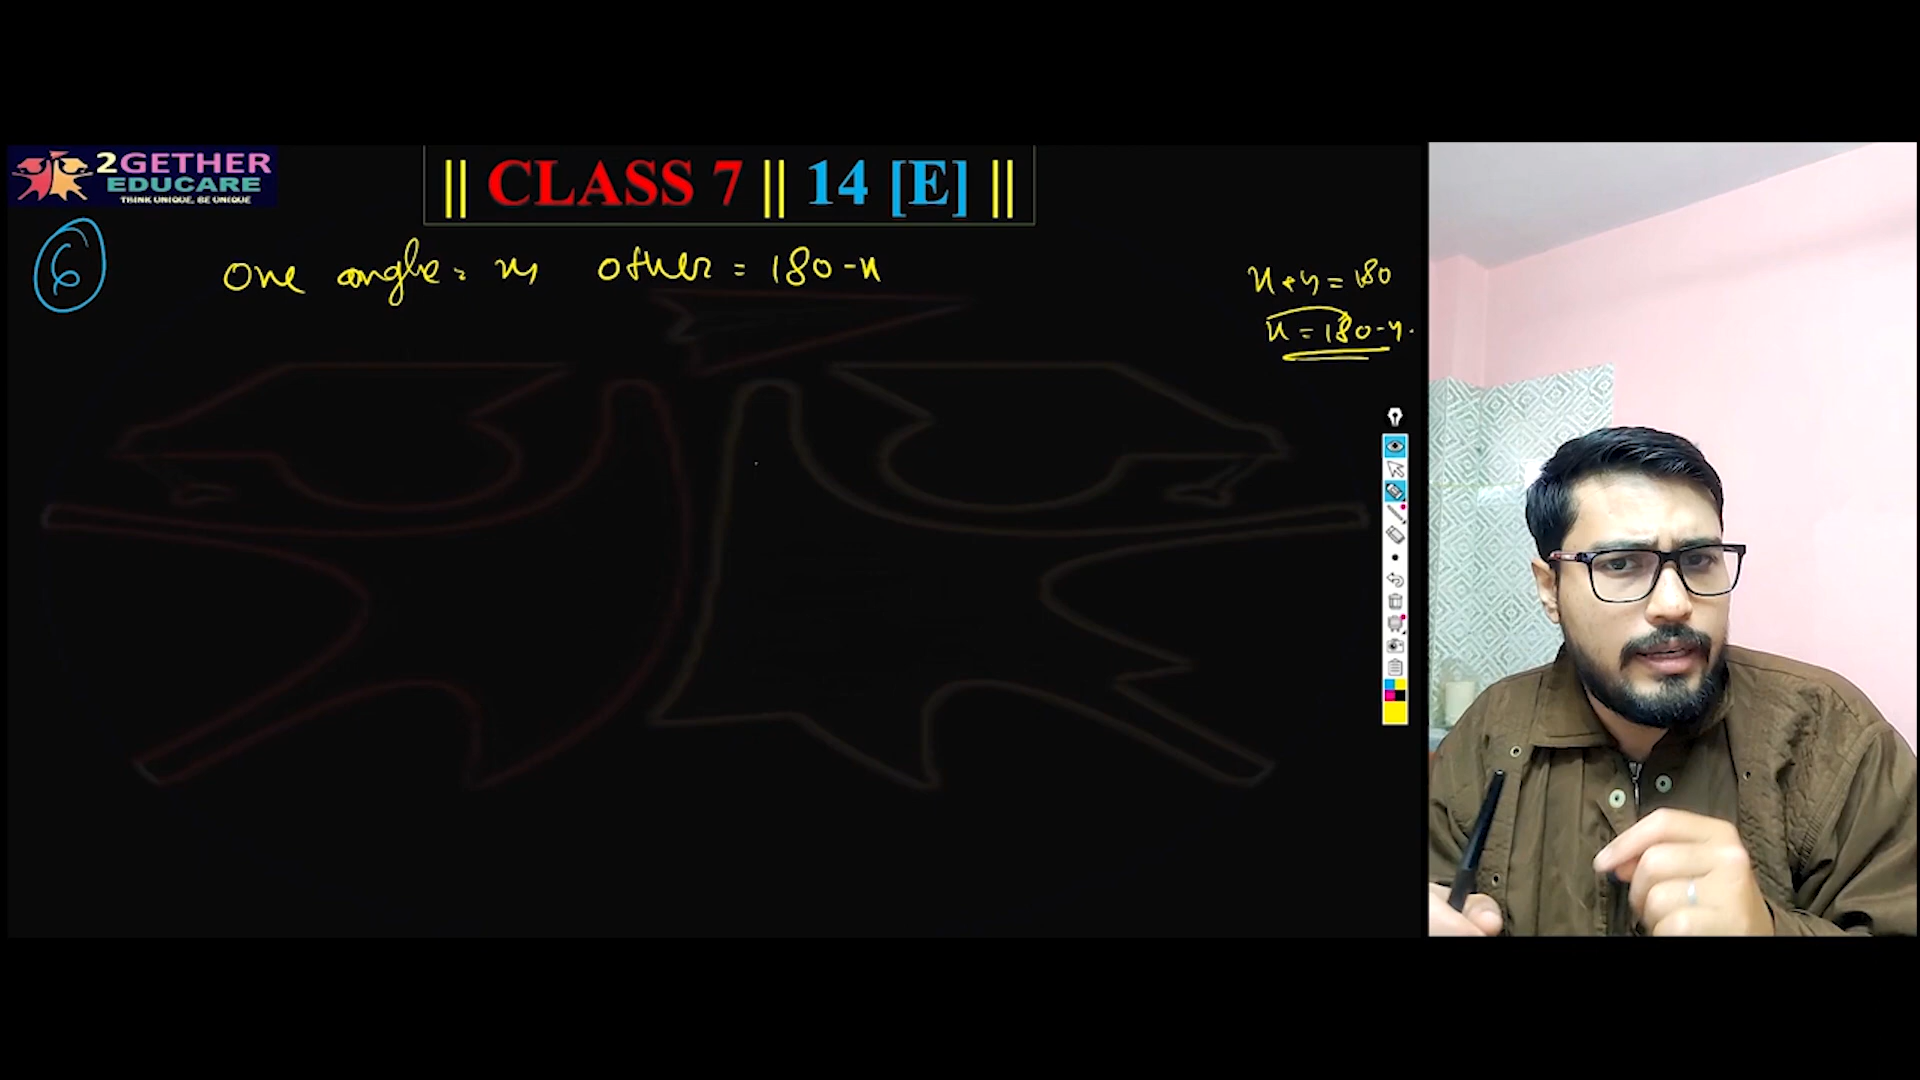 2GETHER
EDUCARE
THINK UNIQUE, BE UNIQUE
|| CLASS 7 || 14 [E] ||
6
One angle = x, other = 180-x
x+y=180
x=180-y.